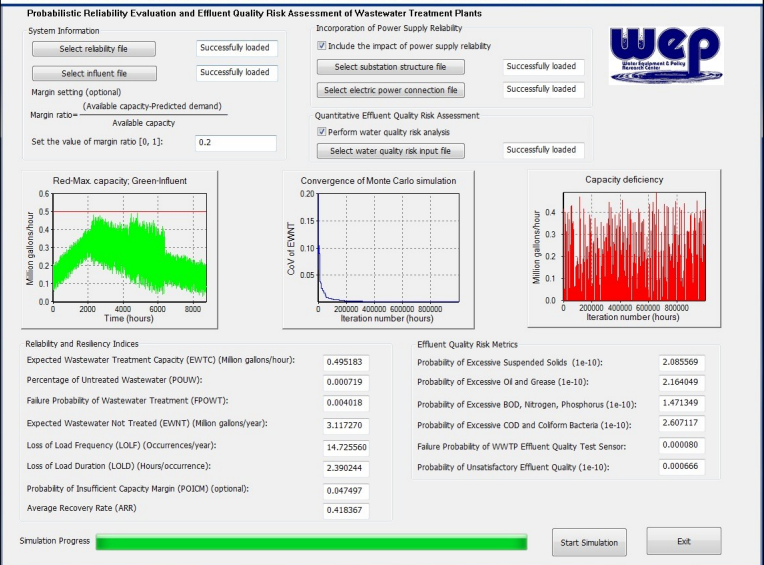 Probabilistic Reliability Evaluation and Effluent Quality Risk Assessment of Wastewater Treatment Plants
System Information
Select reliability file
Successfully loaded
Select influent file
Successfully loaded
Margin setting (optional)
Margin ratio=
(Available capacity-Predicted demand)
Available capacity
Set the value of margin ratio [0, 1]:
0.2
Incorporation of Power Supply Reliability
Include the impact of power supply reliability
Select substation structure file
Successfully loaded
Select electric power connection file
Successfully loaded
Quantitative Effluent Quality Risk Assessment
Perform water quality risk analysis
Select water quality risk input file
Successfully loaded
wep
Water Equipment & Policy
Research Center
Red-Max. capacity; Green-Influent
Million gallons/hour
0.6
0.5
0.4
0.3
0.2
0.1
0.0
0 2000 4000 6000 8000
Time (hours)
Convergence of Monte Carlo simulation
CoV of EWNT
0.20
0.15
0.10
0.05
0 200000 400000 600000 800000
Iteration number (hours)
Capacity deficiency
Million gallons/hour
0.4
0.3
0.2
0.1
0.0
0 200000 400000 600000 800000
Iteration number (hours)
Reliability and Resiliency Indices
Expected Wastewater Treatment Capacity (EWTC) (Million gallons/hour): 0.495183
Percentage of Untreated Wastewater (POUW): 0.000719
Failure Probability of Wastewater Treatment (FPOWT): 0.004018
Expected Wastewater Not Treated (EWNT) (Million gallons/year): 3.117270
Loss of Load Frequency (LOLF) (Occurrences/year): 14.725560
Loss of Load Duration (LOLD) (Hours/occurrence): 2.390244
Probability of Insufficient Capacity Margin (POICM) (optional): 0.047497
Average Recovery Rate (ARR) 0.418367
Effluent Quality Risk Metrics
Probability of Excessive Suspended Solids (1e-10): 2.085569
Probability of Excessive Oil and Grease (1e-10): 2.164049
Probability of Excessive BOD, Nitrogen, Phosphorus (1e-10): 1.471349
Probability of Excessive COD and Coliform Bacteria (1e-10): 2.607117
Failure Probability of WWTP Effluent Quality Test Sensor: 0.000080
Probability of Unsatisfactory Effluent Quality (1e-10): 0.000666
Simulation Progress
Start Simulation
Exit